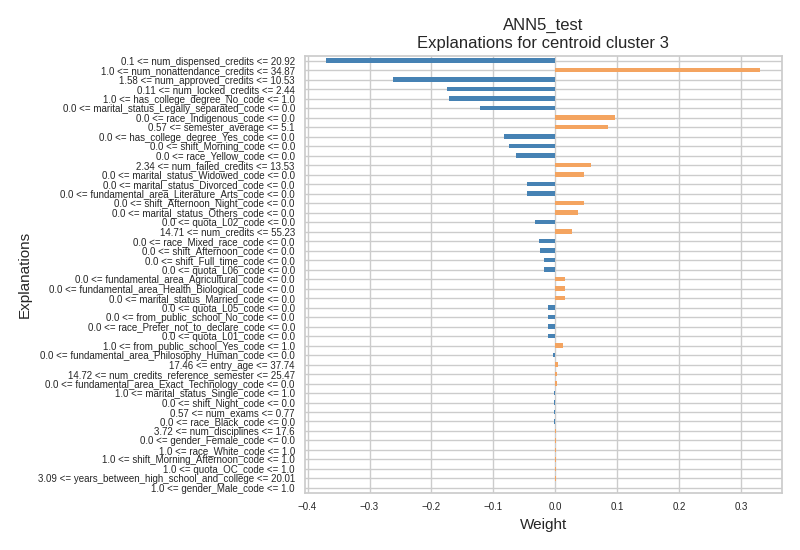 ANN5_test
Explanations for centroid cluster 3
0.1 <= num_dispensed_credits <= 20.92
1.0 <= num_nonattendance_credits <= 34.87
1.58 <= num_approved_credits <= 10.53
0.11 <= num_locked_credits <= 2.44
1.0 <= has_college_degree_No_code <= 1.0
0.0 <= marital_status_Legally_separated_code <= 0.0
0.0 <= race_Indigenous_code <= 0.0
0.57 <= semester_average <= 5.1
0.0 <= has_college_degree_Yes_code <= 0.0
0.0 <= shift_Morning_code <= 0.0
0.0 <= race_Yellow_code <= 0.0
2.34 <= num_failed_credits <= 13.53
0.0 <= marital_status_Widowed_code <= 0.0
0.0 <= marital_status_Divorced_code <= 0.0
0.0 <= fundamental_area_Literature_Arts_code <= 0.0
0.0 <= shift_Afternoon_Night_code <= 0.0
0.0 <= marital_status_Others_code <= 0.0
0.0 <= quota_L02_code <= 0.0
14.71 <= num_credits <= 55.23
0.0 <= race_Mixed_race_code <= 0.0
0.0 <= shift_Afternoon_code <= 0.0
0.0 <= shift_Full_time_code <= 0.0
0.0 <= quota_L06_code <= 0.0
0.0 <= fundamental_area_Agricultural_code <= 0.0
0.0 <= fundamental_area_Health_Biological_code <= 0.0
0.0 <= marital_status_Married_code <= 0.0
0.0 <= quota_L05_code <= 0.0
0.0 <= from_public_school_No_code <= 0.0
0.0 <= race_Prefer_not_to_declare_code <= 0.0
0.0 <= quota_L01_code <= 0.0
1.0 <= from_public_school_Yes_code <= 1.0
0.0 <= fundamental_area_Philosophy_Human_code <= 0.0
17.46 <= entry_age <= 37.74
14.72 <= num_credits_reference_semester <= 25.47
0.0 <= fundamental_area_Exact_Technology_code <= 0.0
1.0 <= marital_status_Single_code <= 1.0
0.0 <= shift_Night_code <= 0.0
0.57 <= num_exams <= 0.77
0.0 <= race_Black_code <= 0.0
3.72 <= num_disciplines <= 17.6
0.0 <= gender_Female_code <= 0.0
1.0 <= race_White_code <= 1.0
1.0 <= shift_Morning_Afternoon_code <= 1.0
1.0 <= quota_OC_code <= 1.0
3.09 <= years_between_high_school_and_college <= 20.01
1.0 <= gender_Male_code <= 1.0
Explanations
−0.4 −0.3 −0.2 −0.1 0.0 0.1 0.2 0.3
Weight